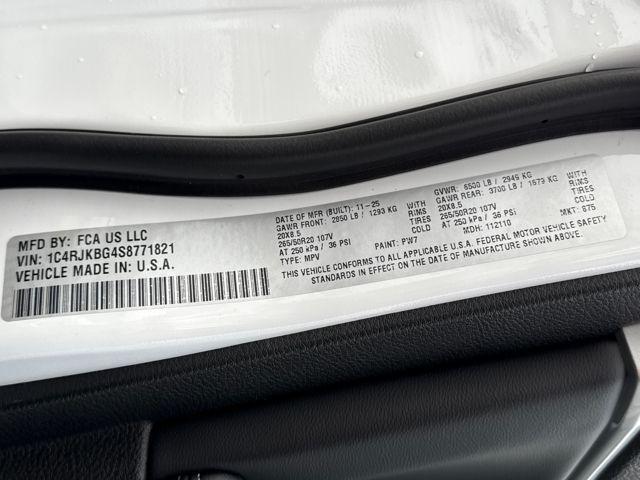 MFD BY: FCA US LLC
VIN: 1C4RJKBG4S8771821
VEHICLE MADE IN U.S.A.
DATE OF MFR (BUILT): 11-25
GAWR FRONT: 2850 LB / 1293 KG WITH
20X8.5 RIMS
265/50R20 107V TIRES
AT 250 kPa / 36 PSI COLD
TYPE: MPV PAINT: PW7
GVWR: 6500 LB / 2949 KG
GAWR REAR: 3700 LB / 1679 KG WITH
20X8.5 RIMS
265/50R20 107V TIRES
AT 250 kPa / 36 PSI COLD
MDH: 112110 MKT: 875
THIS VEHICLE CONFORMS TO ALL APPLICABLE U.S.A. FEDERAL MOTOR VEHICLE SAFETY
STANDARDS IN EFFECT ON THE DATE OF MANUFACTURE SHOWN ABOVE.